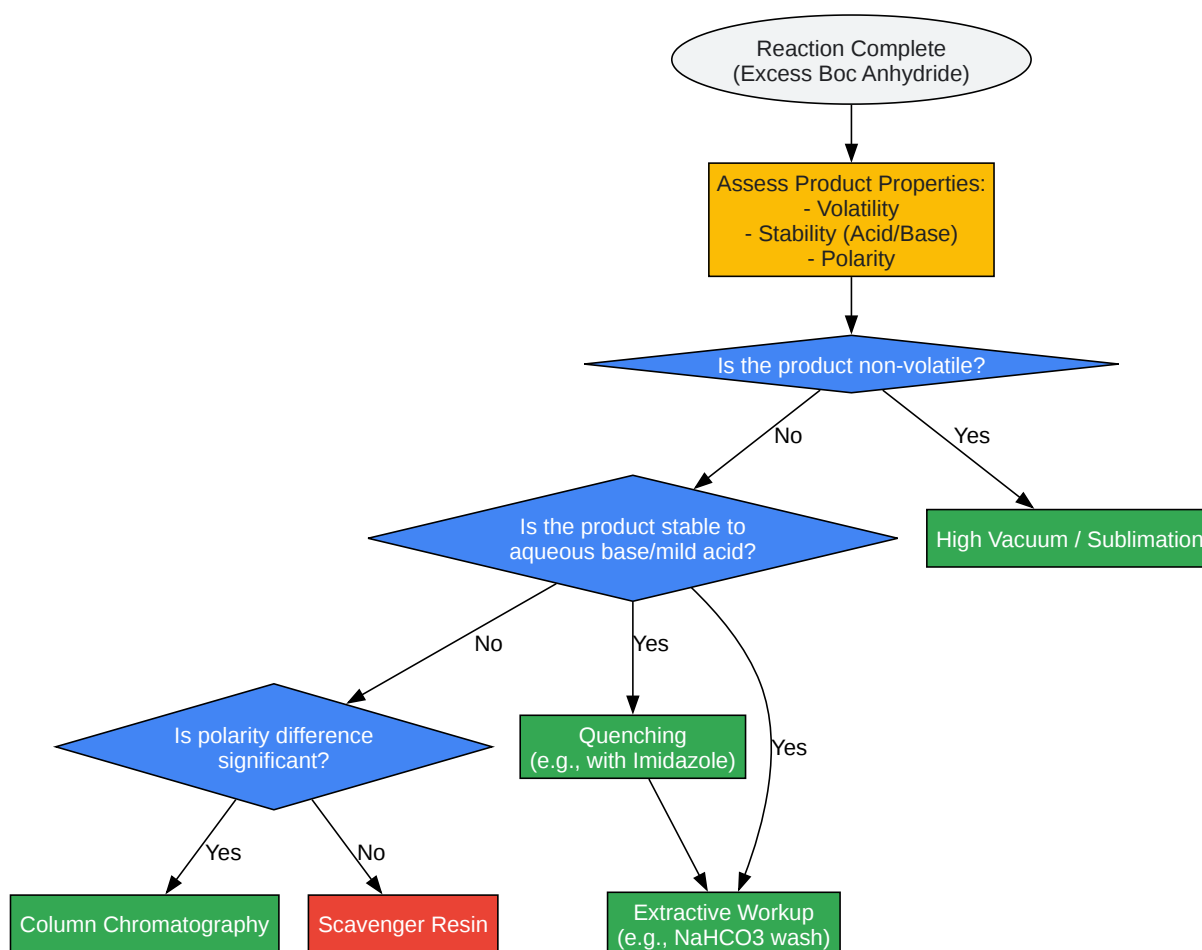 Reaction Complete
(Excess Boc Anhydride)
Assess Product Properties:
- Volatility
- Stability (Acid/Base)
- Polarity
Is the product non-volatile?
No
Yes
Is the product stable to
aqueous base/mild acid?
High Vacuum / Sublimation
No
Yes
Yes
Is polarity difference
significant?
Quenching
(e.g., with Imidazole)
Yes
No
Column Chromatography
Scavenger Resin
Extractive Workup
(e.g., NaHCO3 wash)